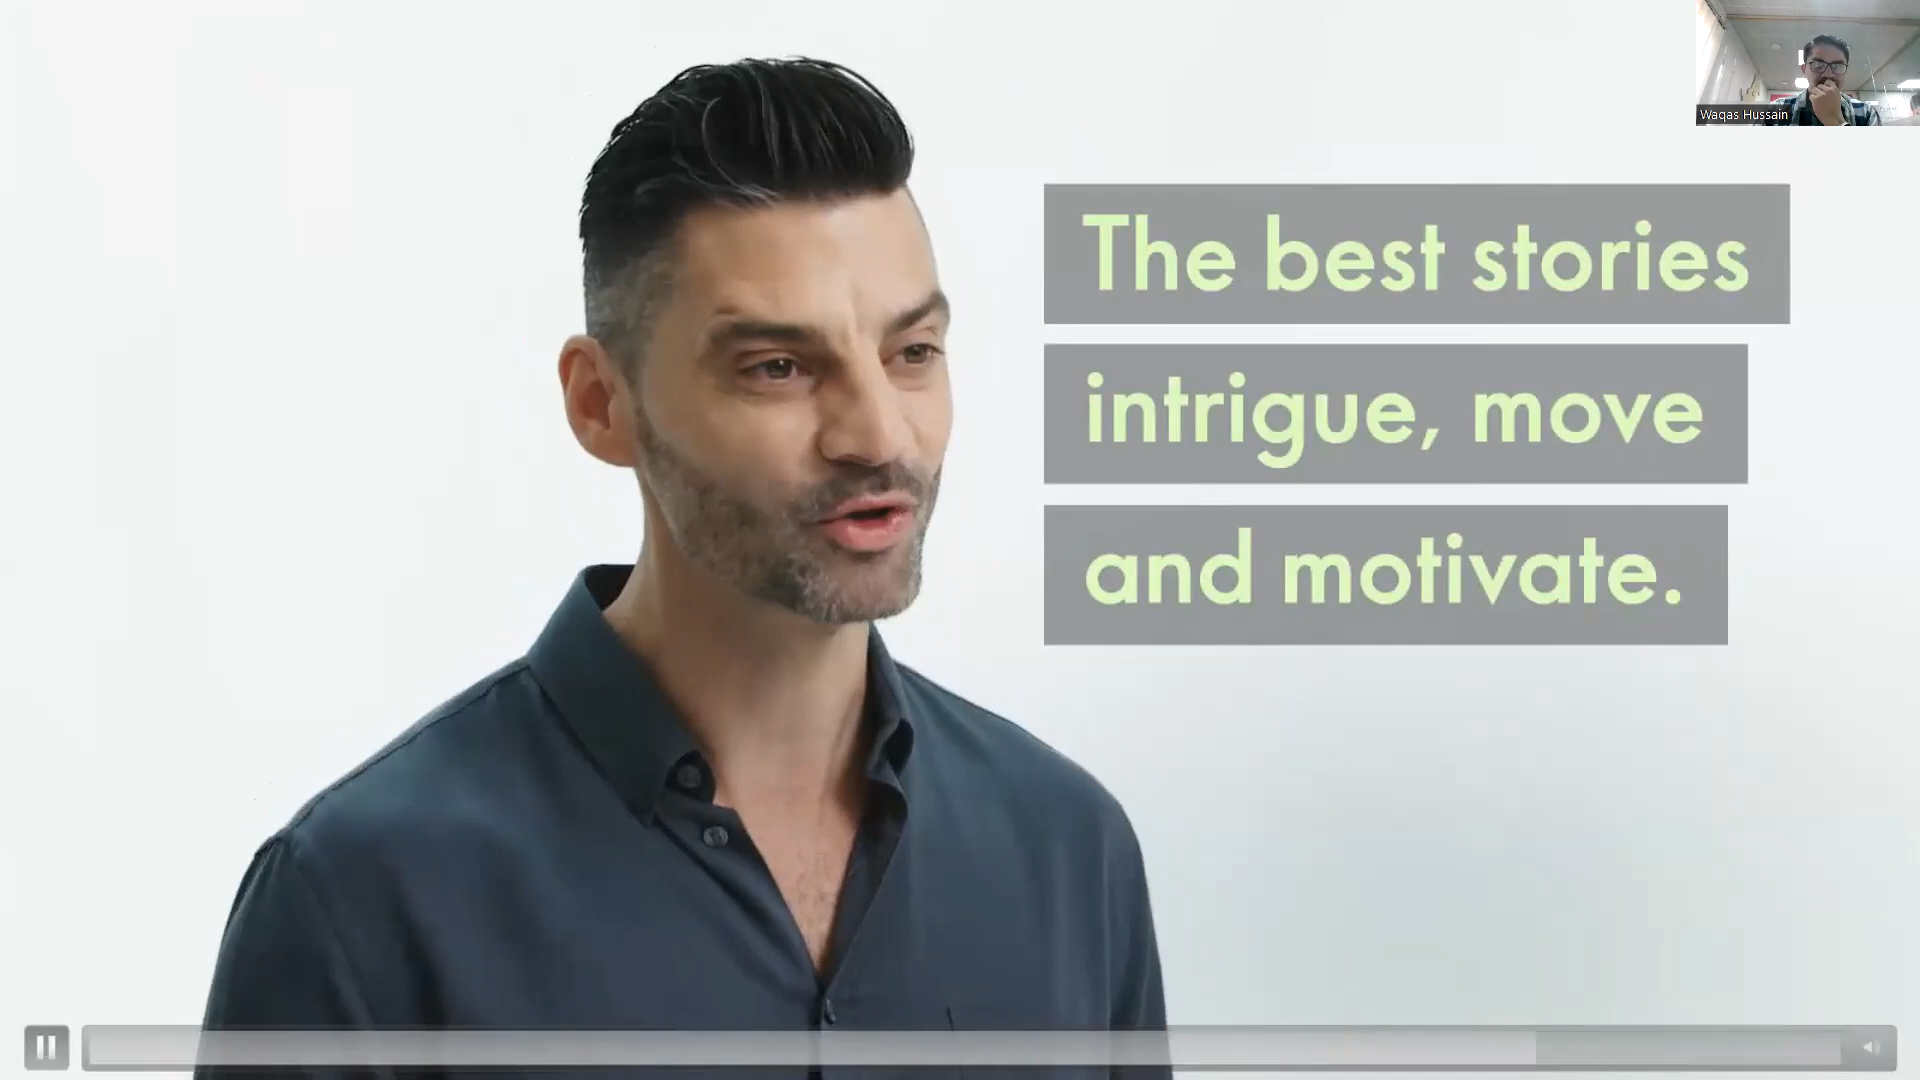 Waqas Hussain
The best stories
intrigue, move
and motivate.